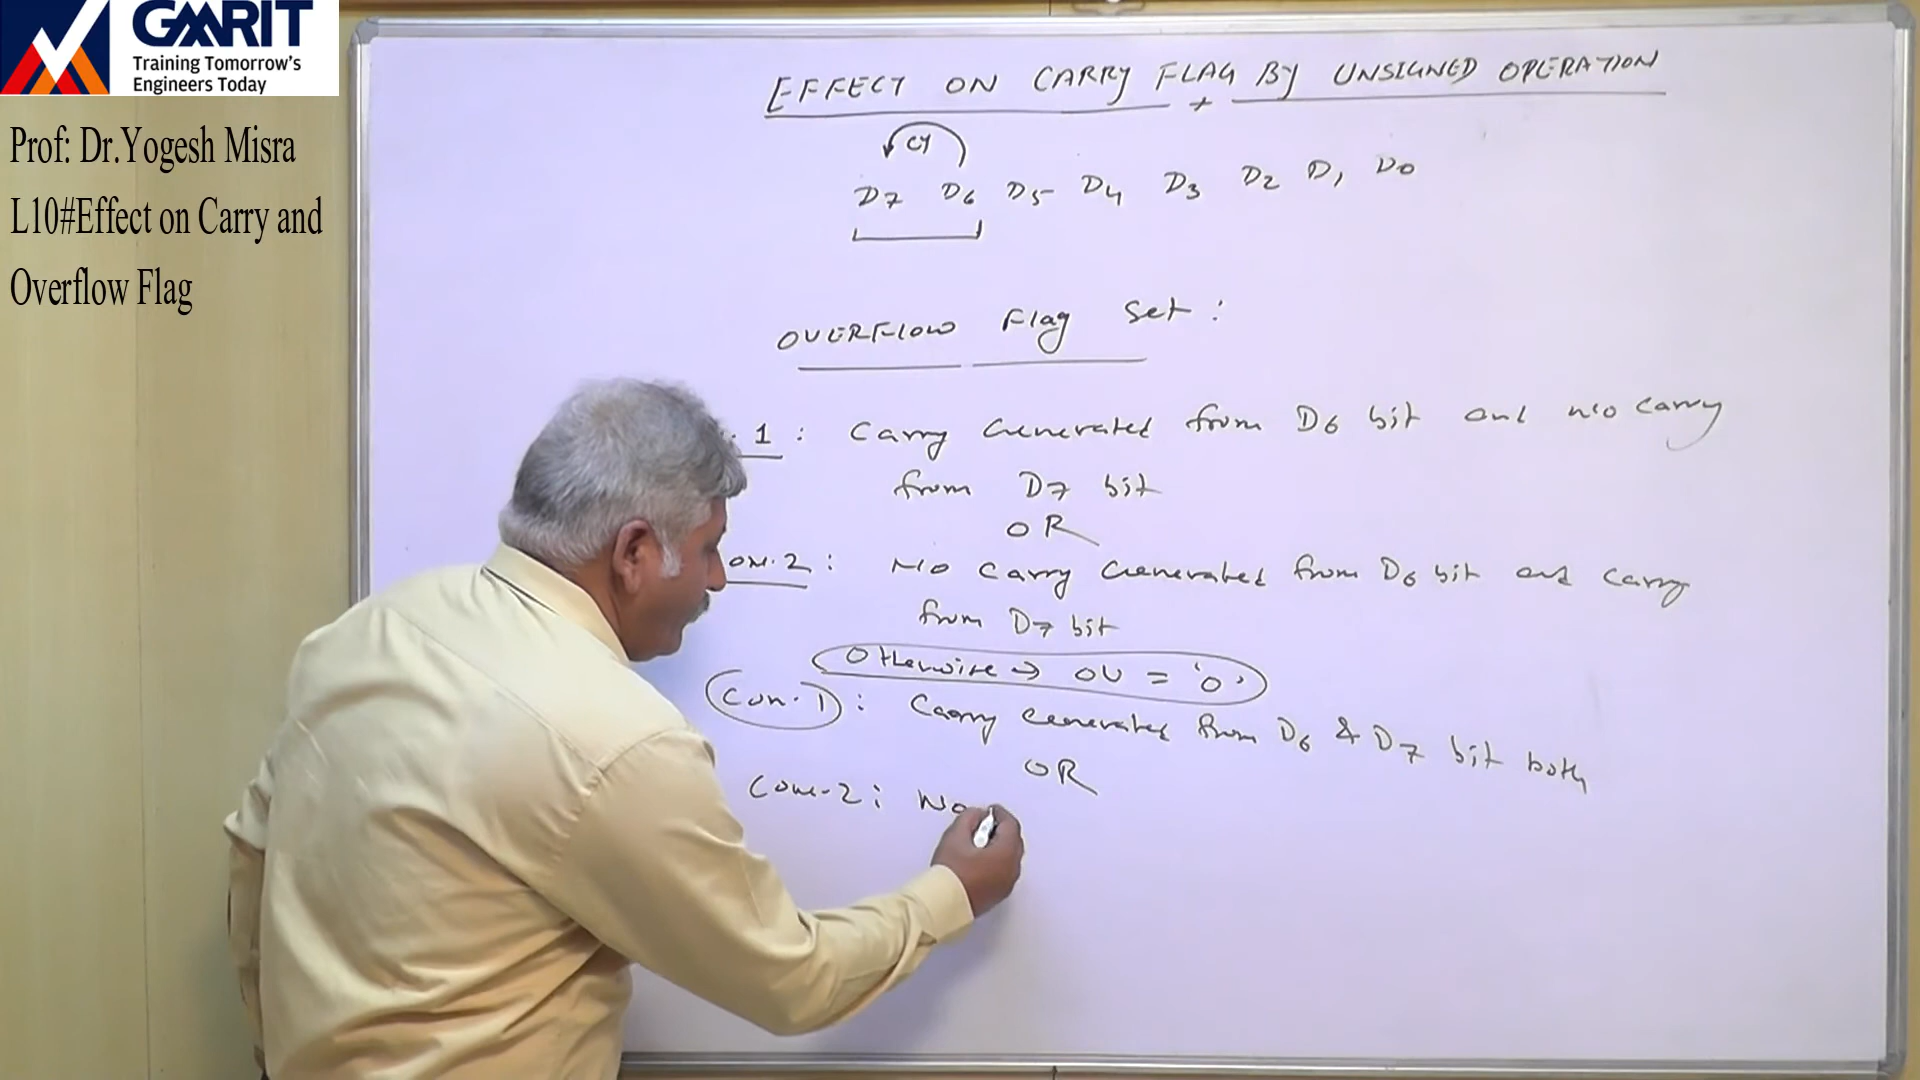 GMRIT
Training Tomorrow's
Engineers Today
Prof: Dr.Yogesh Misra
L10#Effect on Carry and
Overflow Flag
EFFECT ON CARRY FLAG BY UNSIGNED OPERATION
+
CY
D7 D6 D5 D4 D3 D2 D1 D0
OVERFLOW Flag Set :
. 1 : Carry Generated from D6 bit and no carry
from D7 bit
OR
on. 2 : No carry Generated from D6 bit and carry
from D7 bit
Otherwise → OV = '0'
Con. 1 : Carry Generated from D6 & D7 bit both
OR
Con. 2 : No